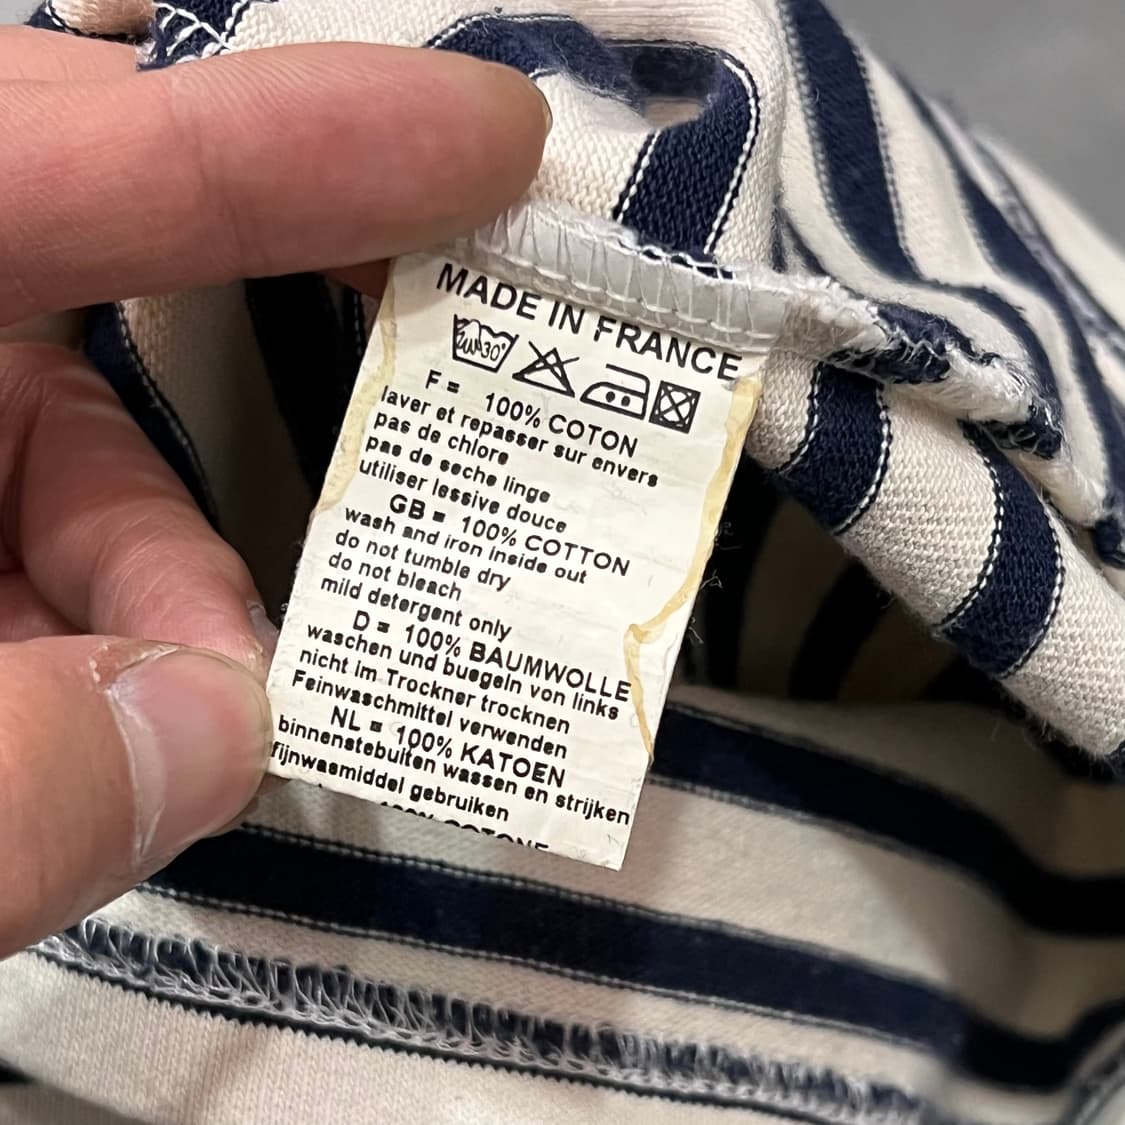 MADE IN FRANCE
30°
F = 100% COTON
laver et repasser sur envers
pas de chlore
pas de seche linge
utiliser lessive douce
GB = 100% COTTON
wash and iron inside out
do not tumble dry
do not bleach
mild detergent only
D = 100% BAUMWOLLE
waschen und buegeln von links
nicht im Trockner trocknen
Feinwaschmittel verwenden
NL = 100% KATOEN
binnenstebuiten wassen en strijken
fijnwasmiddel gebruiken
100% COTONE